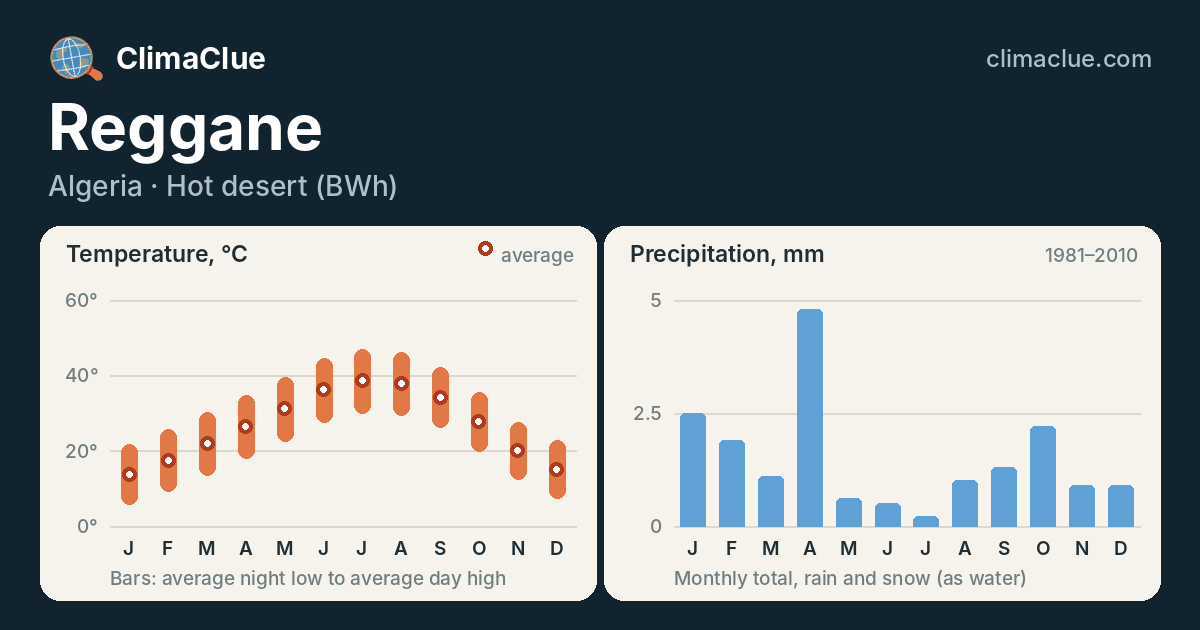 ClimaClue
climaclue.com
Reggane
Algeria · Hot desert (BWh)
Temperature, °C
average
60°
40°
20°
0°
J F M A M J J A S O N D
Bars: average night low to average day high
Precipitation, mm
1981–2010
5
2.5
0
J F M A M J J A S O N D
Monthly total, rain and snow (as water)